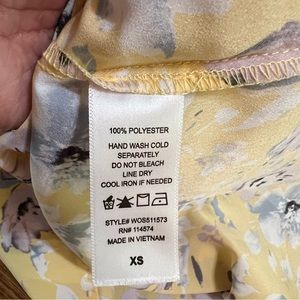 100% POLYESTER
HAND WASH COLD
SEPARATELY
DO NOT BLEACH
LINE DRY
COOL IRON IF NEEDED
STYLE# WOS511573
RN# 114574
MADE IN VIETNAM
XS